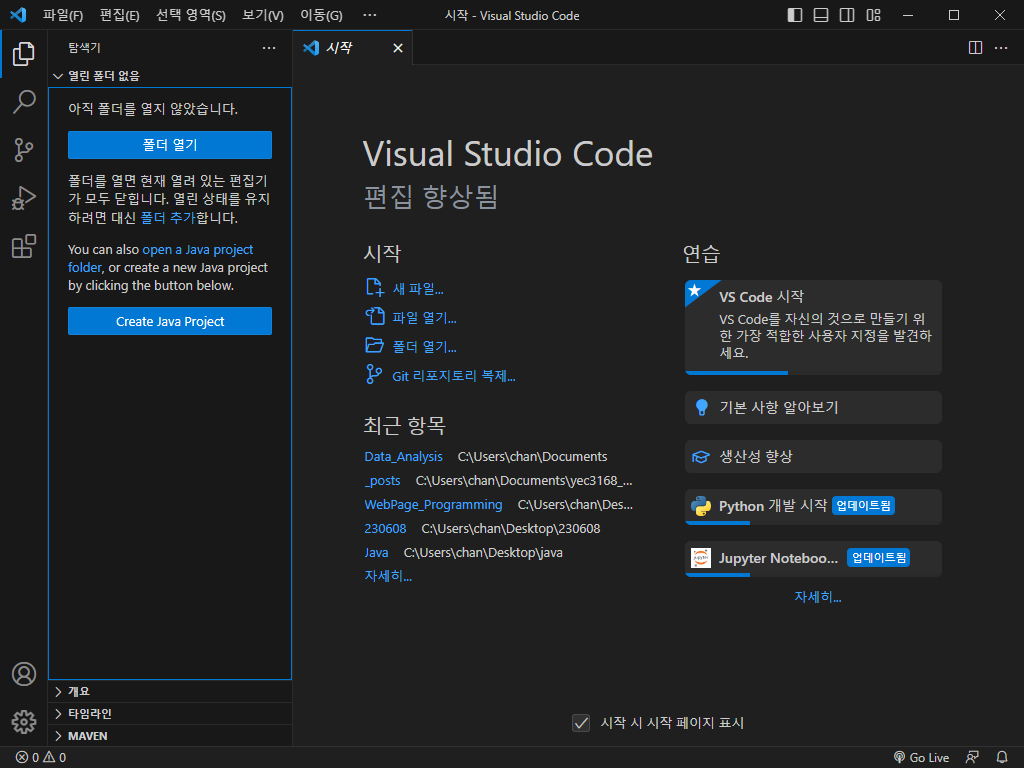 파일(F) 편집(E) 선택 영역(S) 보기(V) 이동(G) ··· 시작 - Visual Studio Code
탐색기
열린 폴더 없음
아직 폴더를 열지 않았습니다.
폴더 열기
폴더를 열면 현재 열려 있는 편집기
가 모두 닫힙니다. 열린 상태를 유지
하려면 대신 폴더 추가합니다.
You can also open a Java project
folder, or create a new Java project
by clicking the button below.
Create Java Project
개요
타임라인
MAVEN
시작
Visual Studio Code
편집 향상됨
시작
새 파일...
파일 열기...
폴더 열기...
Git 리포지토리 복제...
최근 항목
Data_Analysis C:\Users\chan\Documents
_posts C:\Users\chan\Documents\yec3168_...
WebPage_Programming C:\Users\chan\Des...
230608 C:\Users\chan\Desktop\230608
Java C:\Users\chan\Desktop\java
자세히...
연습
VS Code 시작
VS Code를 자신의 것으로 만들기 위
한 가장 적합한 사용자 지정을 발견하
세요.
기본 사항 알아보기
생산성 향상
Python 개발 시작 업데이트됨
jupyter
Jupyter Noteboo... 업데이트됨
자세히...
시작 시 시작 페이지 표시
0 0 Go Live